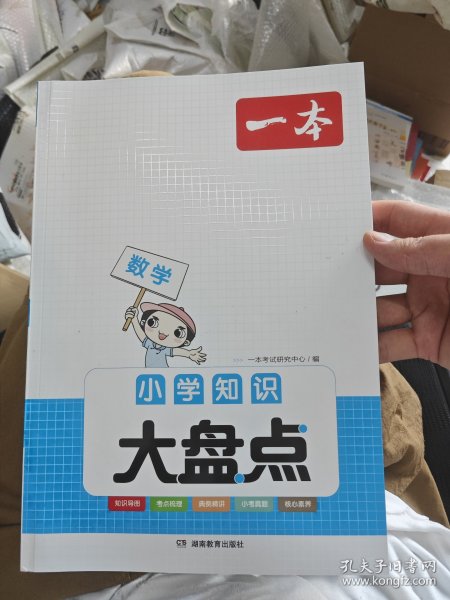 一本
数学
一本考试研究中心/编
小学知识
大盘点
知识导图 考点梳理 典例精讲 小考真题 核心素养
湖南教育出版社
孔夫子旧书网
www.kongfz.com